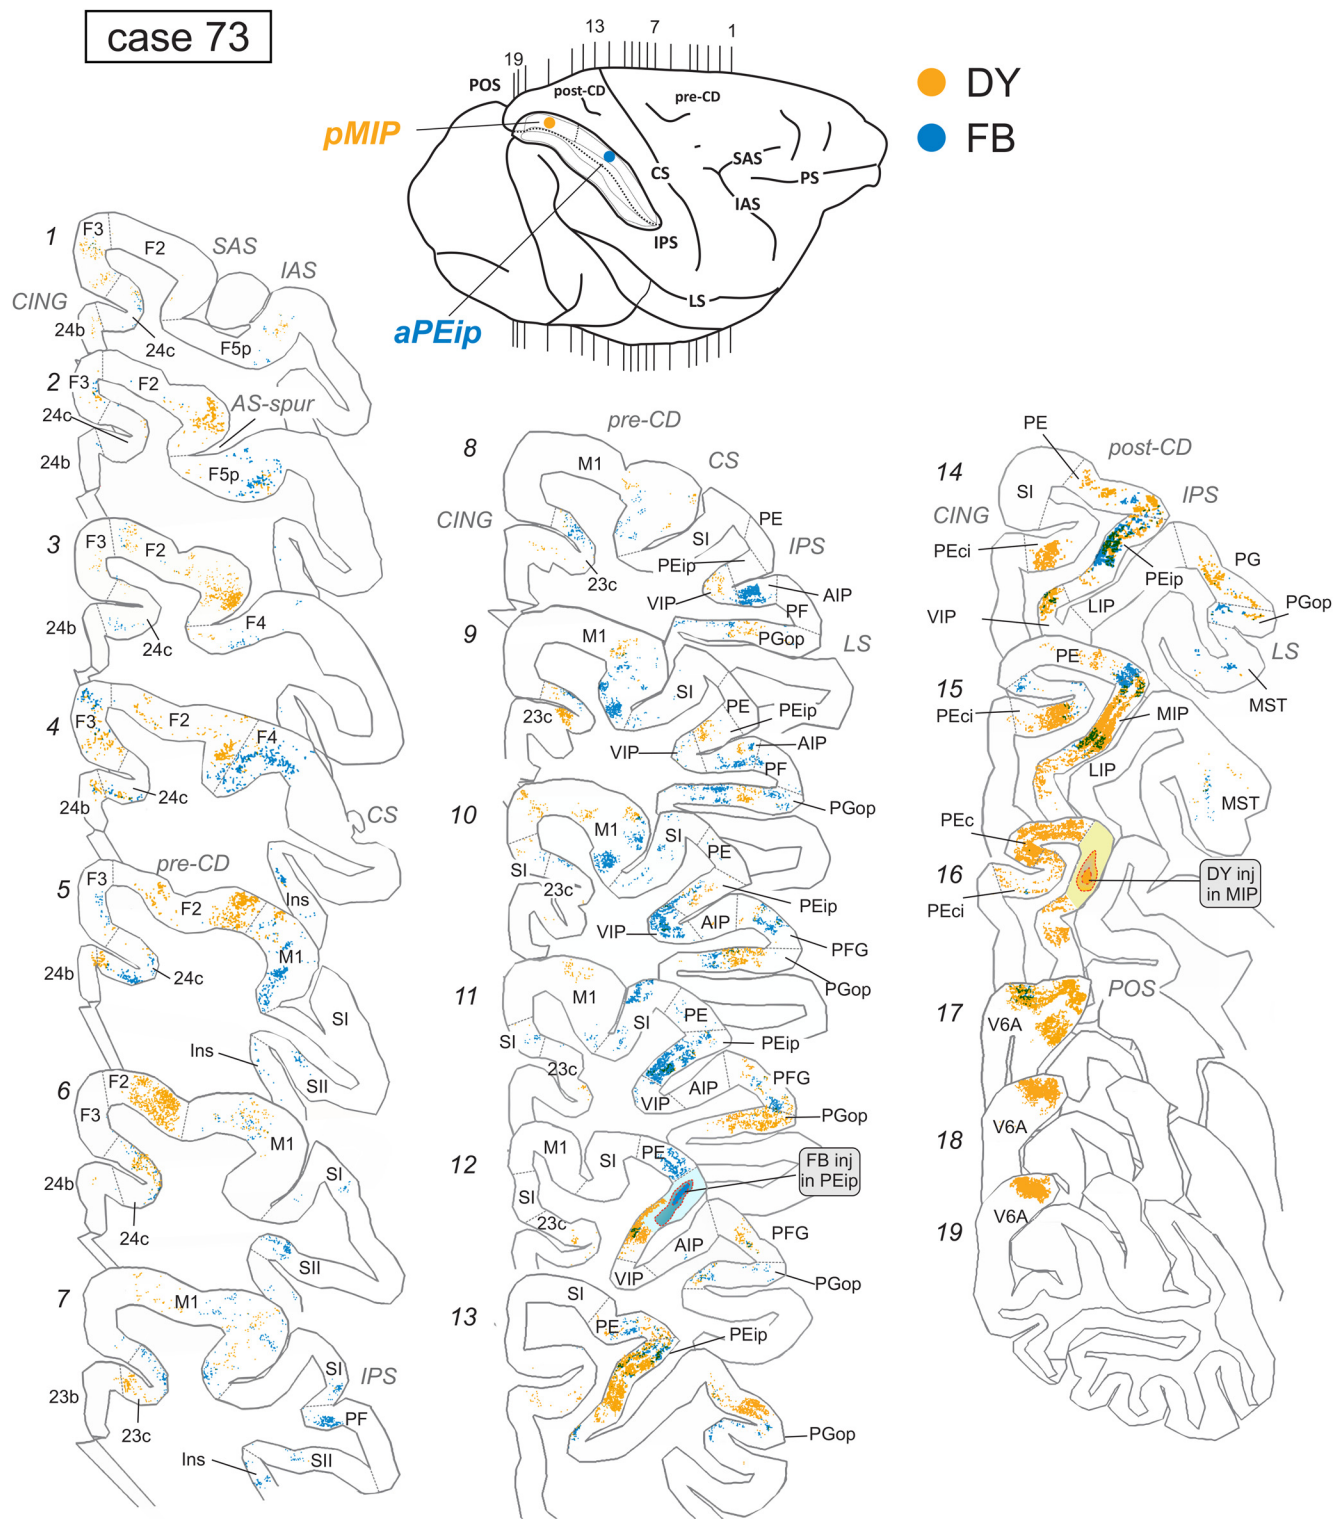 case 73
13
7
1
19
POS
post-CD
pre-CD
pMIP
SAS
CS
PS
IAS
IPS
LS
aPEip
DY
FB
1
F3
F2
SAS
IAS
CING
24b
24c
F5p
2
F3
F2
24c
AS-spur
24b
F5p
3
F3
F2
24b
24c
F4
4
F3
F2
F4
24b
24c
CS
5
pre-CD
F3
F2
Ins
M1
24b
24c
SI
Ins
SII
6
F2
F3
M1
24b
24c
SI
SII
7
M1
SI
IPS
23b
23c
PF
Ins
SII
8
pre-CD
M1
CS
CING
SI
PE
IPS
PEip
23c
VIP
AIP
PF
PGop
9
M1
LS
SI
23c
PE
PEip
VIP
AIP
PF
PGop
10
M1
SI
PE
SI
23c
PEip
VIP
AIP
PFG
PGop
11
M1
SI
PE
SI
PEip
23c
AIP
PFG
VIP
PGop
12
M1
SI
PE
FB inj
in PEip
SI
23c
AIP
PFG
VIP
PGop
13
SI
PE
PEip
PGop
14
PE
post-CD
SI
IPS
CING
PEci
PEip
PG
PGop
VIP
LIP
LS
MST
15
PE
PEci
MIP
LIP
MST
PEc
16
DY inj
in MIP
PEci
17
POS
V6A
18
V6A
19
V6A